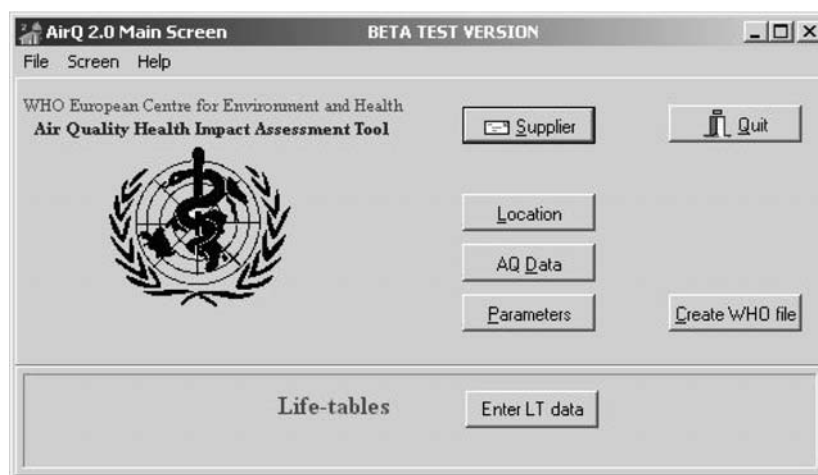 AirQ 2.0 Main Screen BETA TEST VERSION
File Screen Help
WHO European Centre for Environment and Health
Air Quality Health Impact Assessment Tool
Supplier
Quit
Location
AQ Data
Parameters
Create WHO file
Life-tables
Enter LT data